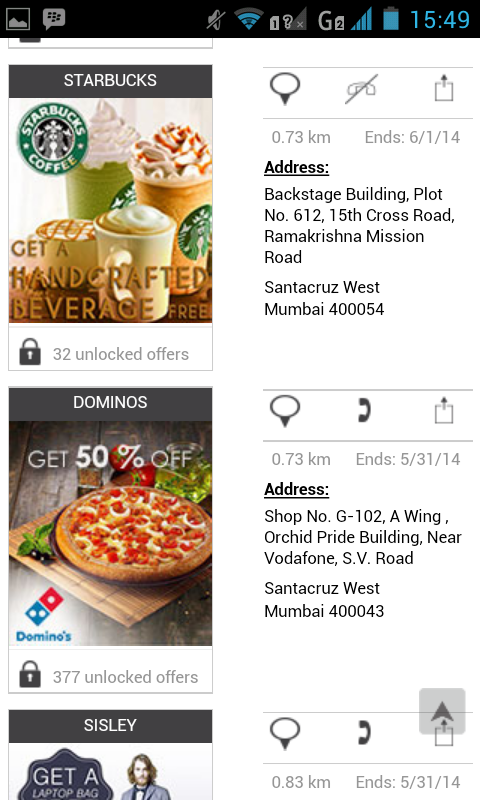 15:49
STARBUCKS
STARBUCKS
COFFEE
GET A
HANDCRAFTED
BEVERAGE FREE
32 unlocked offers
0.73 km Ends: 6/1/14
Address:
Backstage Building, Plot
No. 612, 15th Cross Road,
Ramakrishna Mission
Road
Santacruz West
Mumbai 400054
DOMINOS
GET 50 % OFF
Domino's
377 unlocked offers
0.73 km Ends: 5/31/14
Address:
Shop No. G-102, A Wing ,
Orchid Pride Building, Near
Vodafone, S.V. Road
Santacruz West
Mumbai 400043
SISLEY
GET A
LAPTOP BAG
0.83 km Ends: 5/31/14